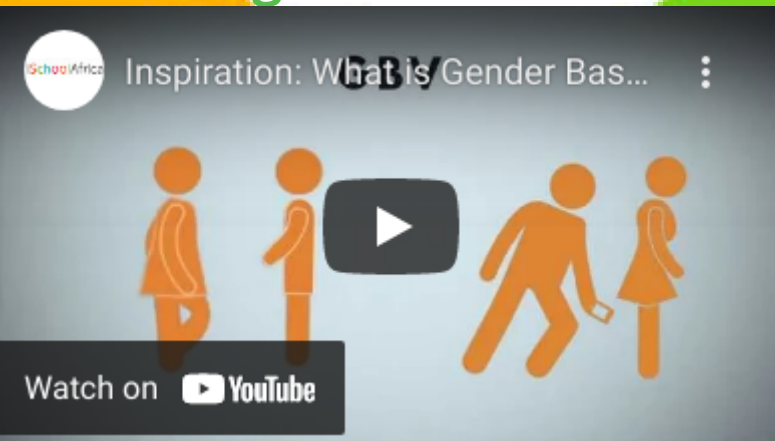 iSchoolAfrica
Inspiration: What is Gender Bas...
GBV
Watch on YouTube